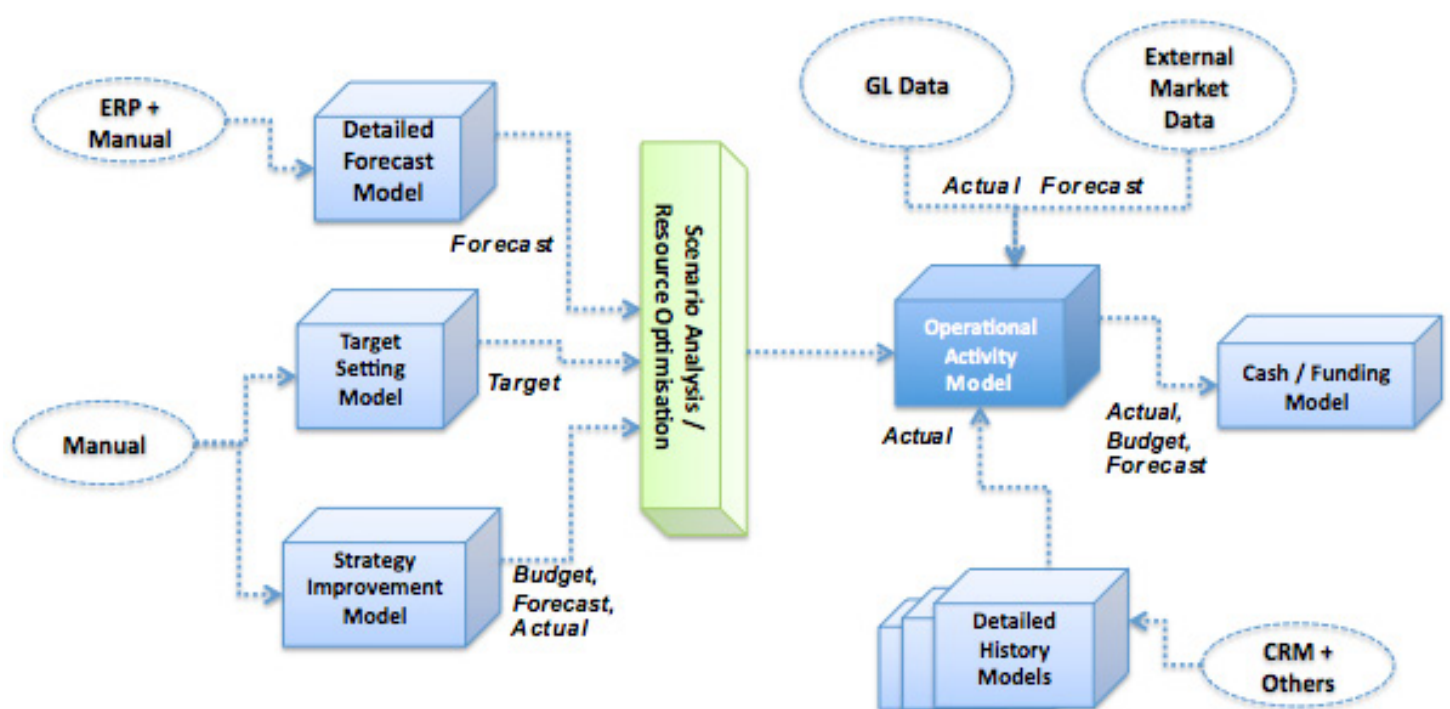 ERP +
Manual
Detailed
Forecast
Model
Forecast
Manual
Target
Setting
Model
Target
Strategy
Improvement
Model
Budget,
Forecast,
Actual
Scenario Analysis /
Resource Optimisation
GL Data
External
Market
Data
Actual Forecast
Operational
Activity
Model
Actual
Actual,
Budget,
Forecast
Cash / Funding
Model
Detailed
History
Models
CRM +
Others